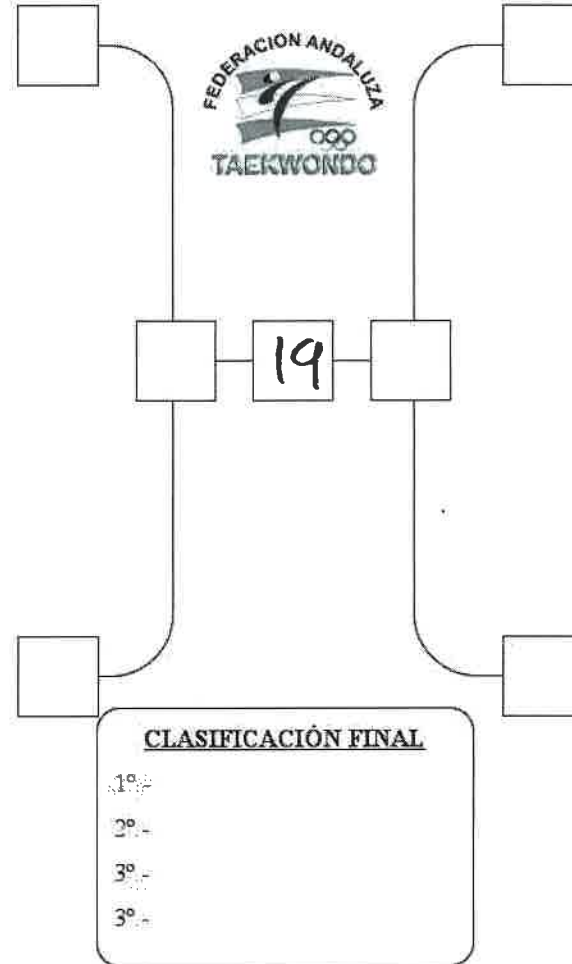 FEDERACION ANDALUZA
TAEKWONDO
19
CLASIFICACIÓN FINAL
1º.-
2º.-
3º.-
3º.-